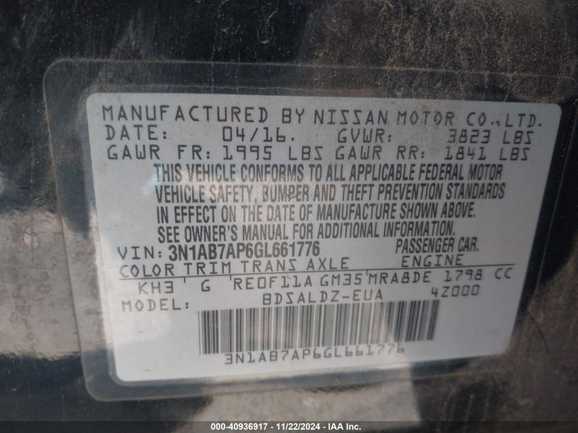 MANUFACTURED BY NISSAN MOTOR CO.,LTD.
DATE: 04/16. GVWR: 3823 LBS
GAWR FR: 1995 LBS GAWR RR: 1841 LBS
THIS VEHICLE CONFORMS TO ALL APPLICABLE FEDERAL MOTOR
VEHICLE SAFETY, BUMPER AND THEFT PREVENTION STANDARDS
IN EFFECT ON THE DATE OF MANUFACTURE SHOWN ABOVE.
SEE OWNER'S MANUAL FOR ADDITIONAL INFORMATION.
VIN: 3N1AB7AP6GL661776 PASSENGER CAR.
COLOR TRIM TRANS AXLE ENGINE
KH3 G RE0F11A GM35 MRA8DE 1798 CC
MODEL: BDSALDZ-EUA 4Z000
3N1AB7AP6GL661776
©00-40936917 - 11/22/2024 - IAA Inc.